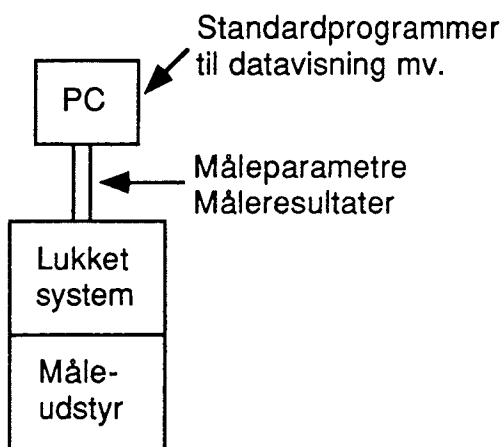 Standardprogrammer
til datavisning mv.
PC
Måleparametre
Måleresultater
Lukket
system
Måle-
udstyr